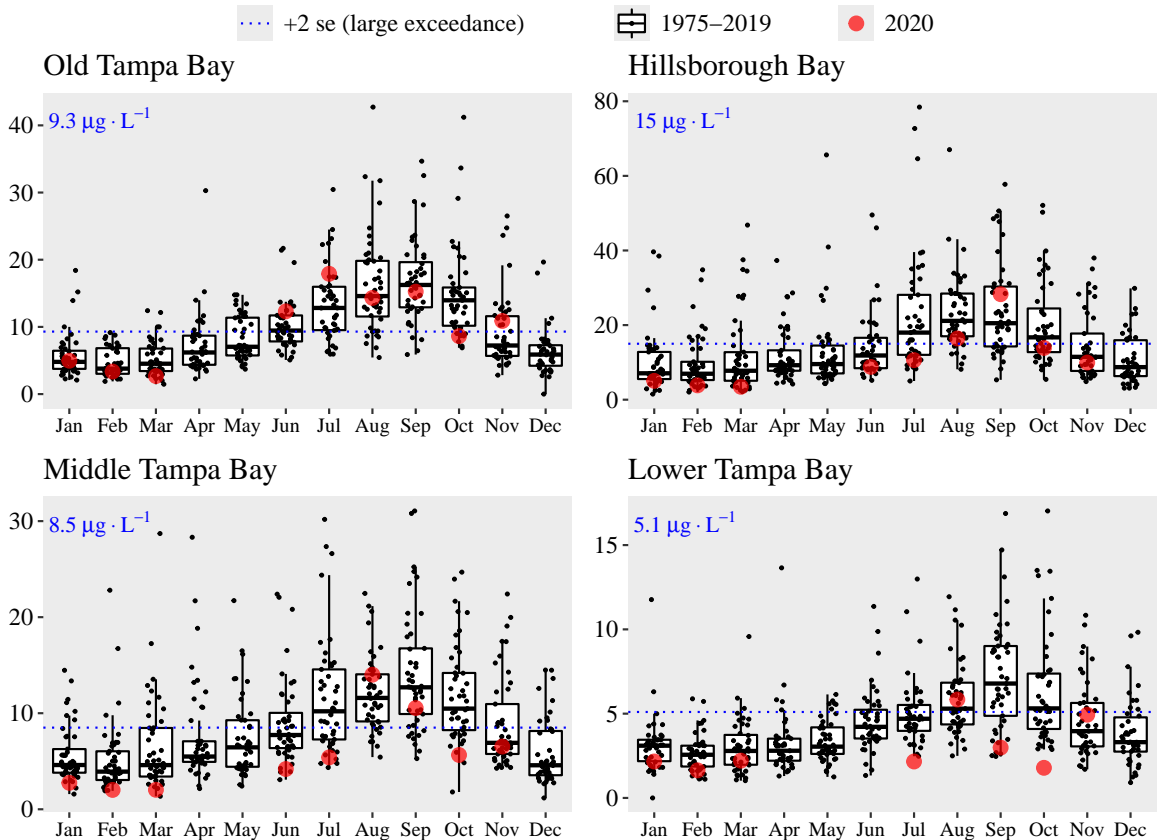 +2 se (large exceedance) 1975–2019 2020
Old Tampa Bay
9.3 μg · L⁻¹
40
30
20
10
0
Jan Feb Mar Apr May Jun Jul Aug Sep Oct Nov Dec
Hillsborough Bay
15 μg · L⁻¹
80
60
40
20
0
Jan Feb Mar Apr May Jun Jul Aug Sep Oct Nov Dec
Middle Tampa Bay
8.5 μg · L⁻¹
30
20
10
0
Jan Feb Mar Apr May Jun Jul Aug Sep Oct Nov Dec
Lower Tampa Bay
5.1 μg · L⁻¹
15
10
5
0
Jan Feb Mar Apr May Jun Jul Aug Sep Oct Nov Dec